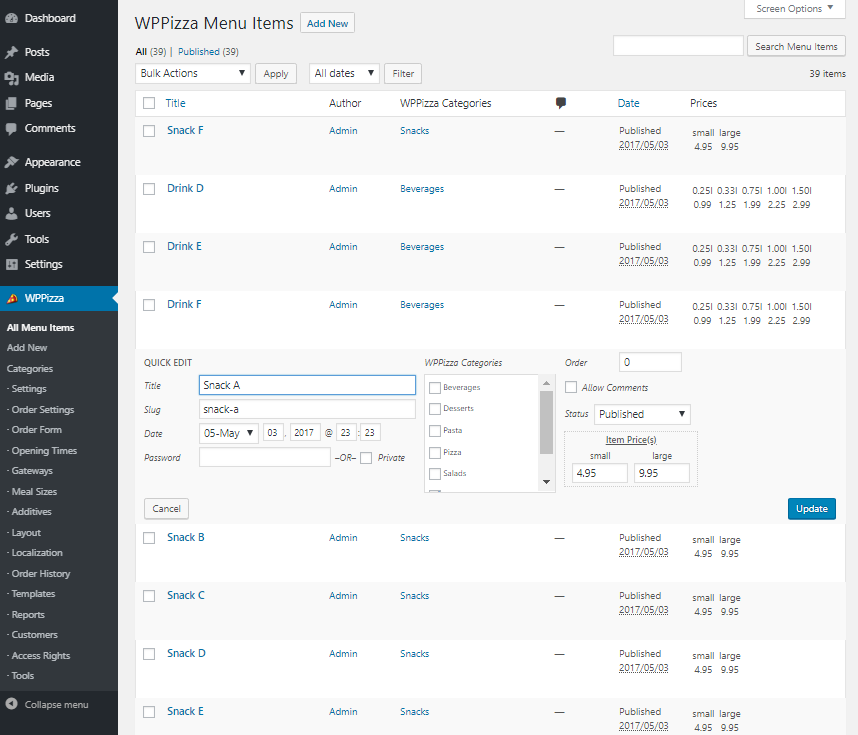 Dashboard
Posts
Media
Pages
Comments
Appearance
Plugins
Users
Tools
Settings
WPPizza
All Menu Items
Add New
Categories
· Settings
· Order Settings
· Order Form
· Opening Times
· Gateways
· Meal Sizes
· Additives
· Layout
· Localization
· Order History
· Templates
· Reports
· Customers
· Access Rights
· Tools
Collapse menu
Screen Options
WPPizza Menu Items Add New
All (39) | Published (39)
Search Menu Items
Bulk Actions Apply All dates Filter 39 items
Title Author WPPizza Categories Date Prices
Snack F Admin Snacks — Published small large
2017/05/03 4.95 9.95
Drink D Admin Beverages — Published 0.25l 0.33l 0.75l 1.00l 1.50l
2017/05/03 0.99 1.25 1.99 2.25 2.99
Drink E Admin Beverages — Published 0.25l 0.33l 0.75l 1.00l 1.50l
2017/05/03 0.99 1.25 1.99 2.25 2.99
Drink F Admin Beverages — Published 0.25l 0.33l 0.75l 1.00l 1.50l
2017/05/03 0.99 1.25 1.99 2.25 2.99
QUICK EDIT
Title Snack A
Slug snack-a
Date 05-May 03, 2017 @ 23 : 23
Password –OR– Private
WPPizza Categories
Beverages
Desserts
Pasta
Pizza
Salads
Order 0
Allow Comments
Status Published
Item Price(s)
small large
4.95 9.95
Cancel Update
Snack B Admin Snacks — Published small large
2017/05/03 4.95 9.95
Snack C Admin Snacks — Published small large
2017/05/03 4.95 9.95
Snack D Admin Snacks — Published small large
2017/05/03 4.95 9.95
Snack E Admin Snacks — Published small large
2017/05/03 4.95 9.95